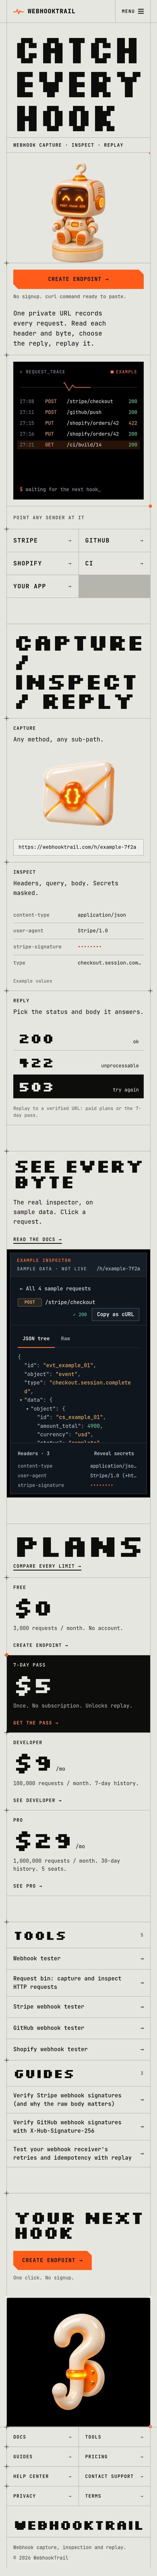 WEBHOOKTRAIL
MENU
CATCH
EVERY
HOOK
WEBHOOK CAPTURE · INSPECT · REPLAY
CREATE ENDPOINT →
No signup. curl command ready to paste.
One private URL records
every request. Read each
header and byte, choose
the reply, replay it.
REQUEST_TRACE
EXAMPLE
27:08 POST /stripe/checkout 200
27:11 POST /github/push 200
27:15 PUT /shopify/orders/42 422
27:16 PUT /shopify/orders/42 200
27:21 GET /ci/build/14 200
$ waiting for the next hook_
POINT ANY SENDER AT IT
STRIPE →
GITHUB →
SHOPIFY →
CI →
YOUR APP →
CAPTURE
/
INSPECT
/ REPLY
CAPTURE
Any method, any sub-path.
https://webhooktrail.com/h/example-7f2a
INSPECT
Headers, query, body. Secrets
masked.
content-type application/json
user-agent Stripe/1.0
stripe-signature ••••••••
type checkout.session.com…
Example values
REPLY
Pick the status and body it answers.
200 ok
422 unprocessable
503 try again
Replay to a verified URL: paid plans or the 7-
day pass.
SEE EVERY
BYTE
The real inspector, on
sample data. Click a
request.
READ THE DOCS →
EXAMPLE INSPECTOR
SAMPLE DATA · NOT LIVE /h/example-7f2a
← All 4 sample requests
POST /stripe/checkout
✓ 200 Copy as cURL
JSON tree Raw
{
"id": "evt_example_01",
"object": "event",
"type": "checkout.session.complete
d",
▾ "data": {
▾ "object": {
"id": "cs_example_01",
"amount_total": 4900,
"currency": "usd",
Headers · 3 Reveal secrets
content-type application/jso…
user-agent Stripe/1.0 (+ht…
stripe-signature ••••••••
PLANS
COMPARE EVERY LIMIT →
FREE
$0
3,000 requests / month. No account.
CREATE ENDPOINT →
7-DAY PASS
$5
Once. No subscription. Unlocks replay.
GET THE PASS →
DEVELOPER
$9 /mo
100,000 requests / month. 7-day history.
SEE DEVELOPER →
PRO
$29 /mo
1,000,000 requests / month. 30-day
history. 5 seats.
SEE PRO →
TOOLS 5
Webhook tester →
Request bin: capture and inspect
HTTP requests →
Stripe webhook tester →
GitHub webhook tester →
Shopify webhook tester →
GUIDES 3
Verify Stripe webhook signatures
(and why the raw body matters) →
Verify GitHub webhook signatures
with X-Hub-Signature-256 →
Test your webhook receiver's
retries and idempotency with replay →
YOUR NEXT
HOOK
CREATE ENDPOINT →
One click. No signup.
DOCS →
TOOLS →
GUIDES →
PRICING →
HELP CENTER →
CONTACT SUPPORT →
PRIVACY →
TERMS →
WEBHOOKTRAIL
Webhook capture, inspection and replay.
© 2026 WebhookTrail